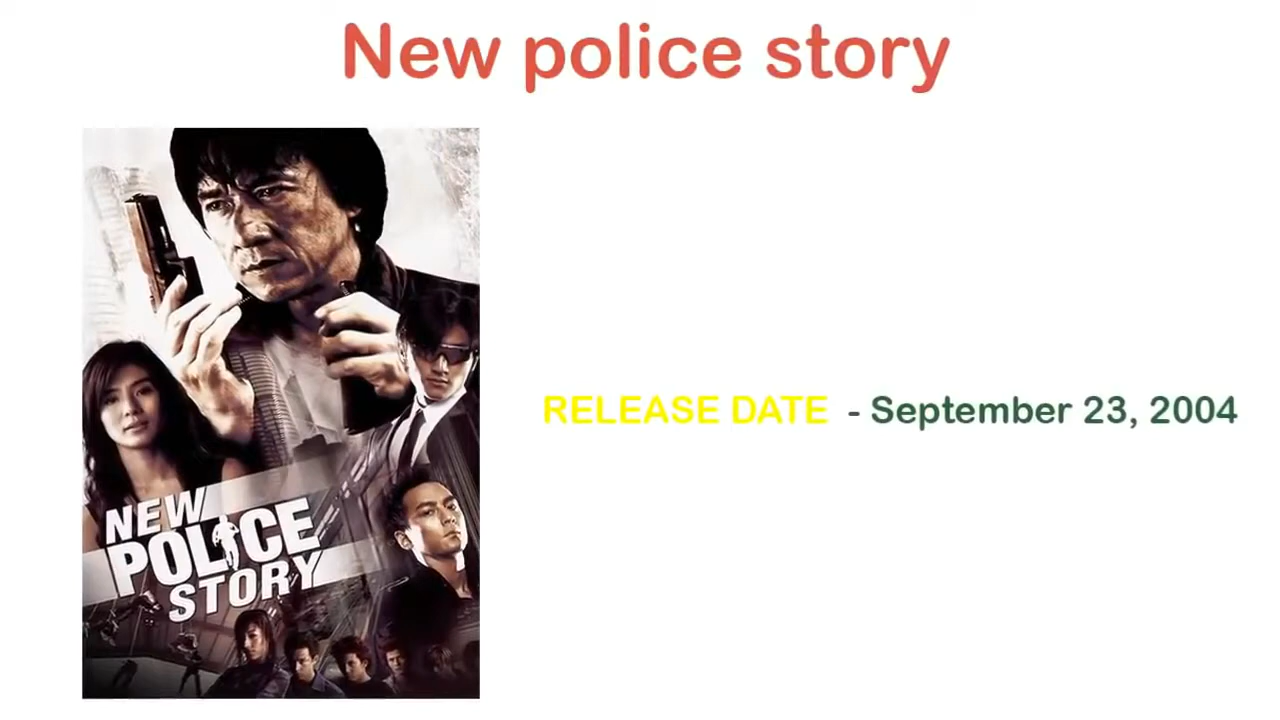 New police story
NEW
POLICE
STORY
RELEASE DATE - September 23, 2004